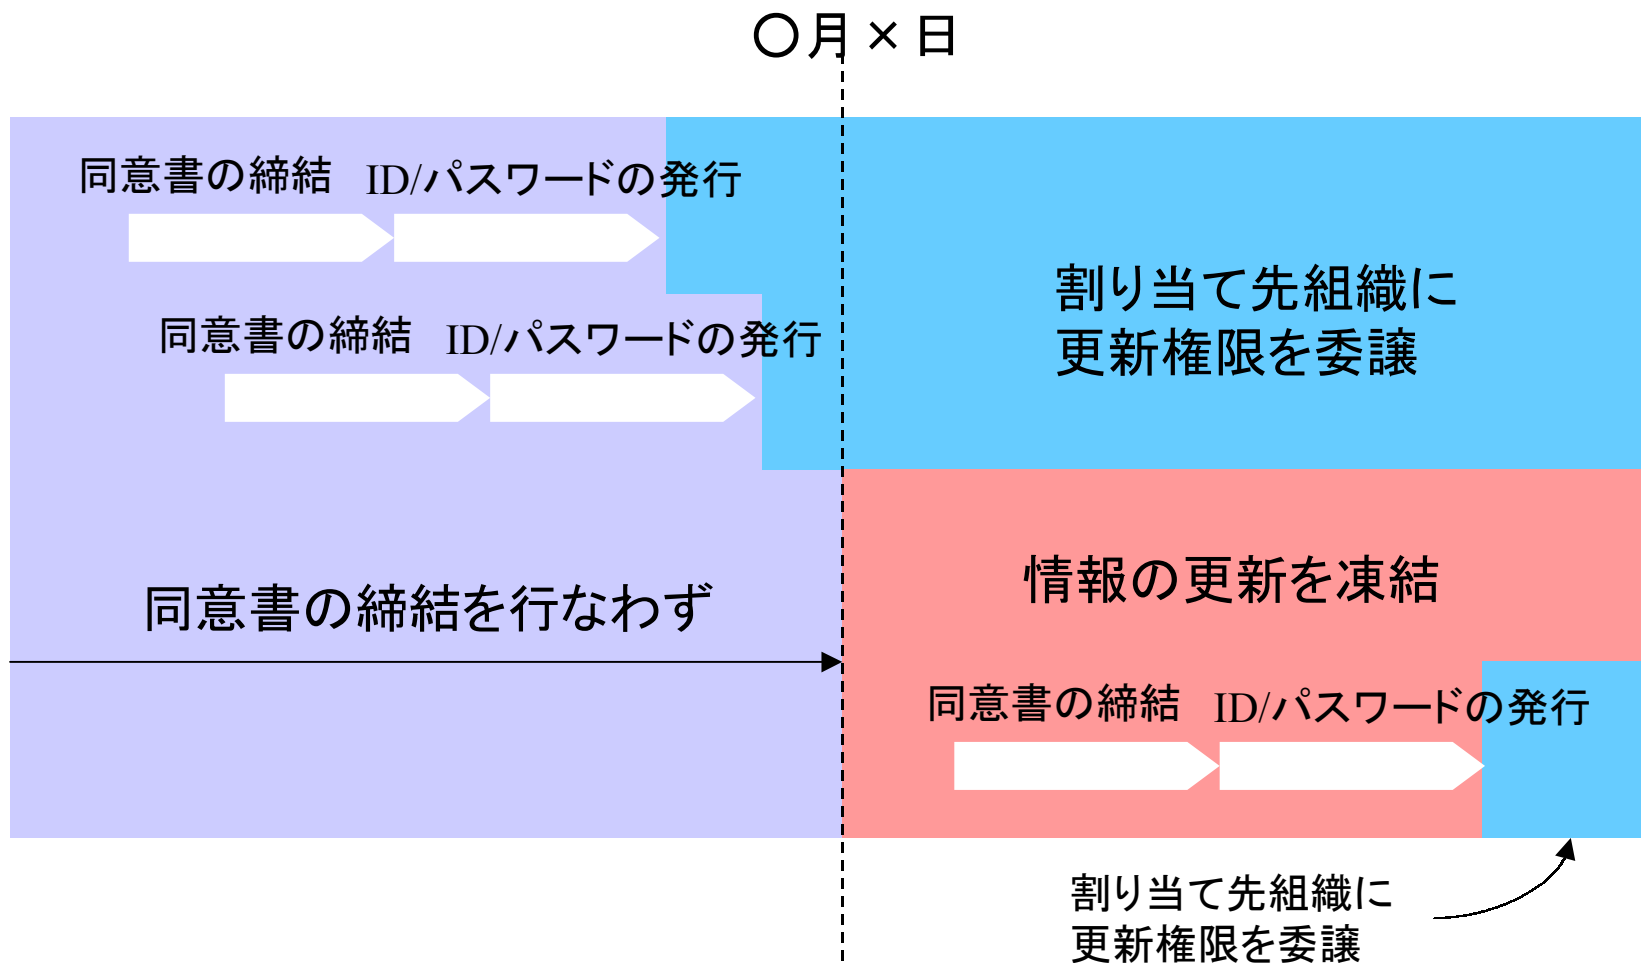 〇月×日
同意書の締結 ID/パスワードの発行
同意書の締結 ID/パスワードの発行
割り当て先組織に
更新権限を委譲
同意書の締結を行なわず
情報の更新を凍結
同意書の締結 ID/パスワードの発行
割り当て先組織に
更新権限を委譲